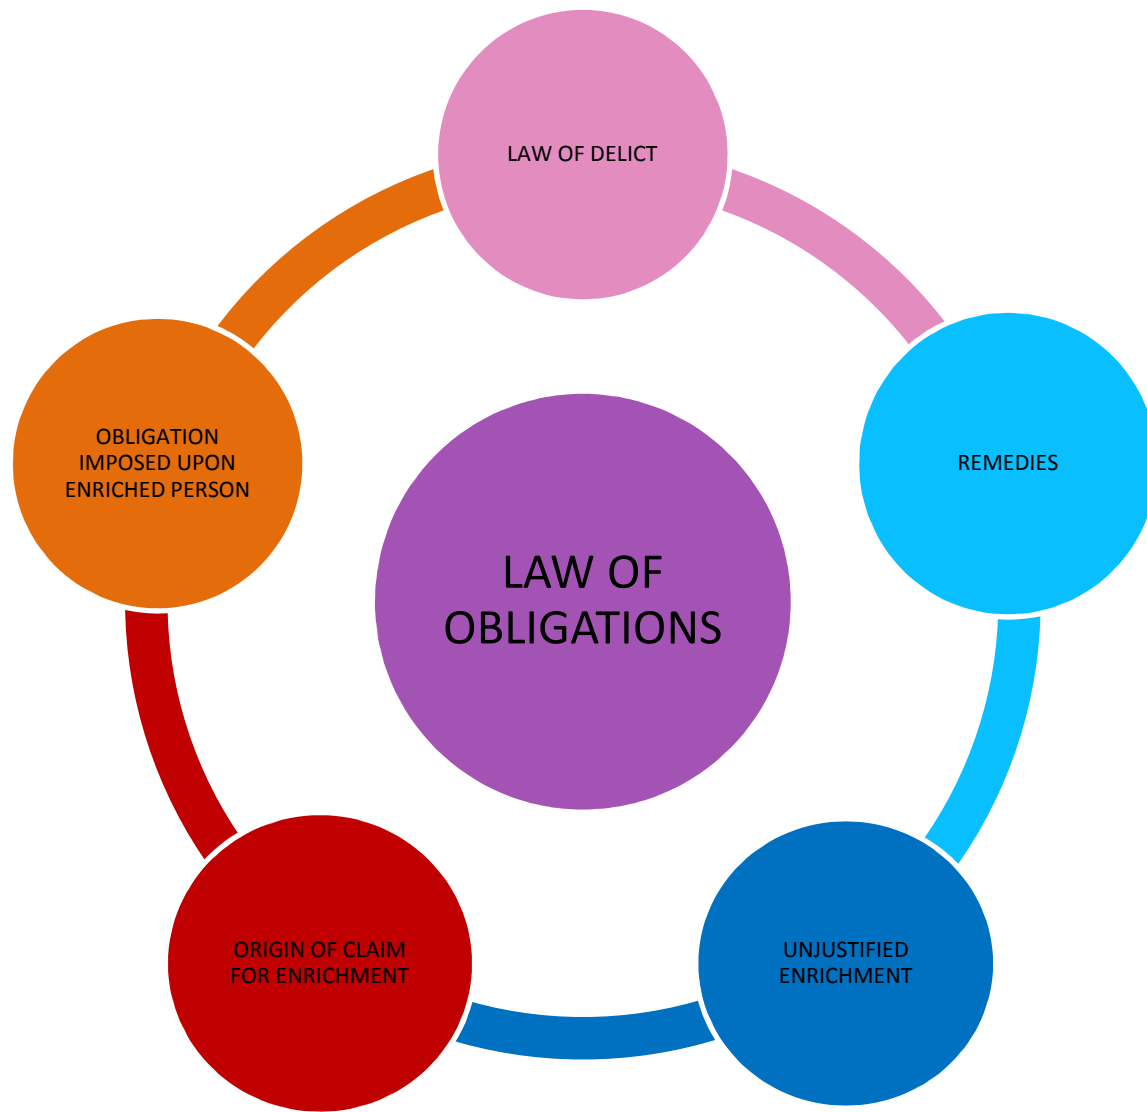 LAW OF DELICT
REMEDIES
UNJUSTIFIED
ENRICHMENT
ORIGIN OF CLAIM
FOR ENRICHMENT
OBLIGATION
IMPOSED UPON
ENRICHED PERSON
LAW OF
OBLIGATIONS